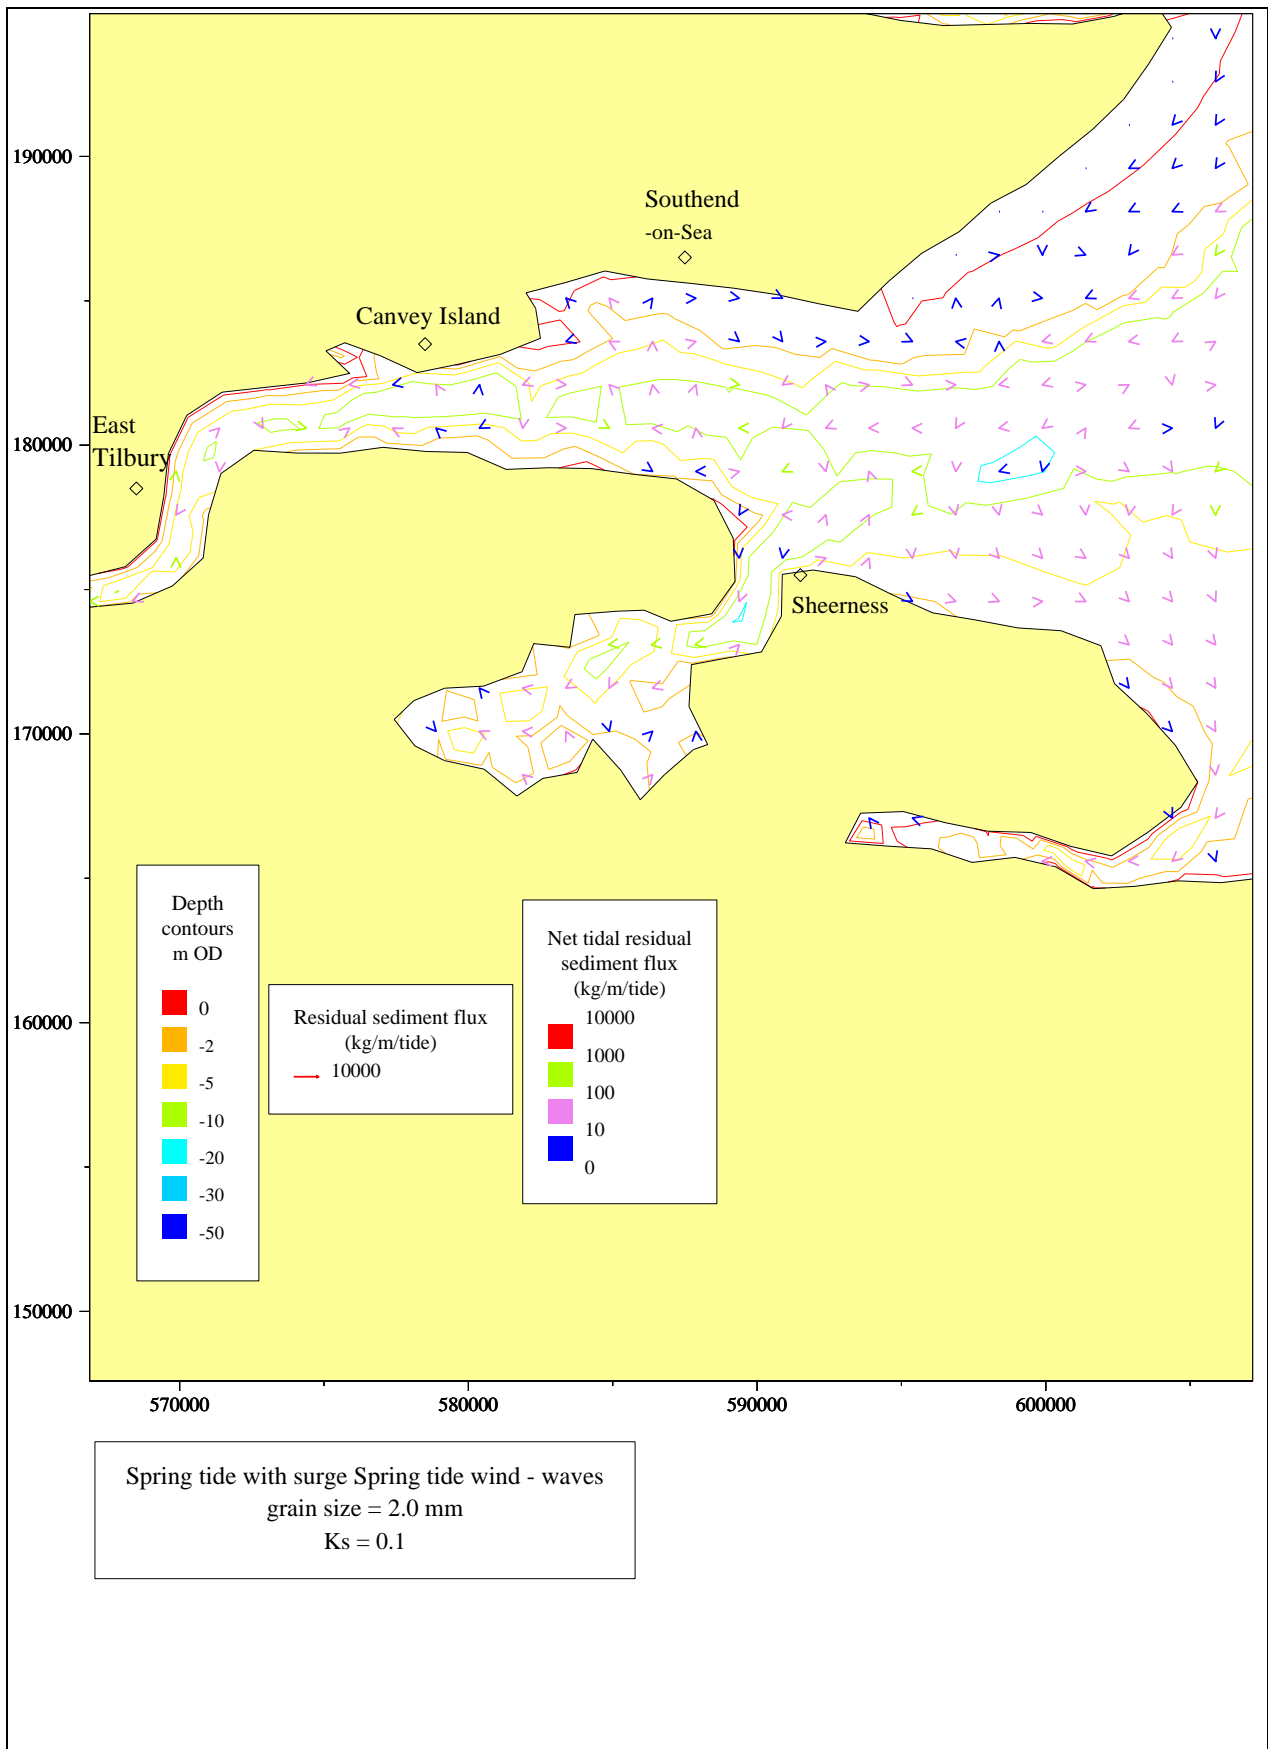 190000
Southend
-on-Sea
Canvey Island
East
Tilbury
180000
Sheerness
170000
Depth
contours
m OD
0
-2
-5
-10
-20
-30
-50
Residual sediment flux
(kg/m/tide)
10000
Net tidal residual
sediment flux
(kg/m/tide)
10000
1000
100
10
0
160000
150000
570000 580000 590000 600000
Spring tide with surge Spring tide wind - waves
grain size = 2.0 mm
Ks = 0.1